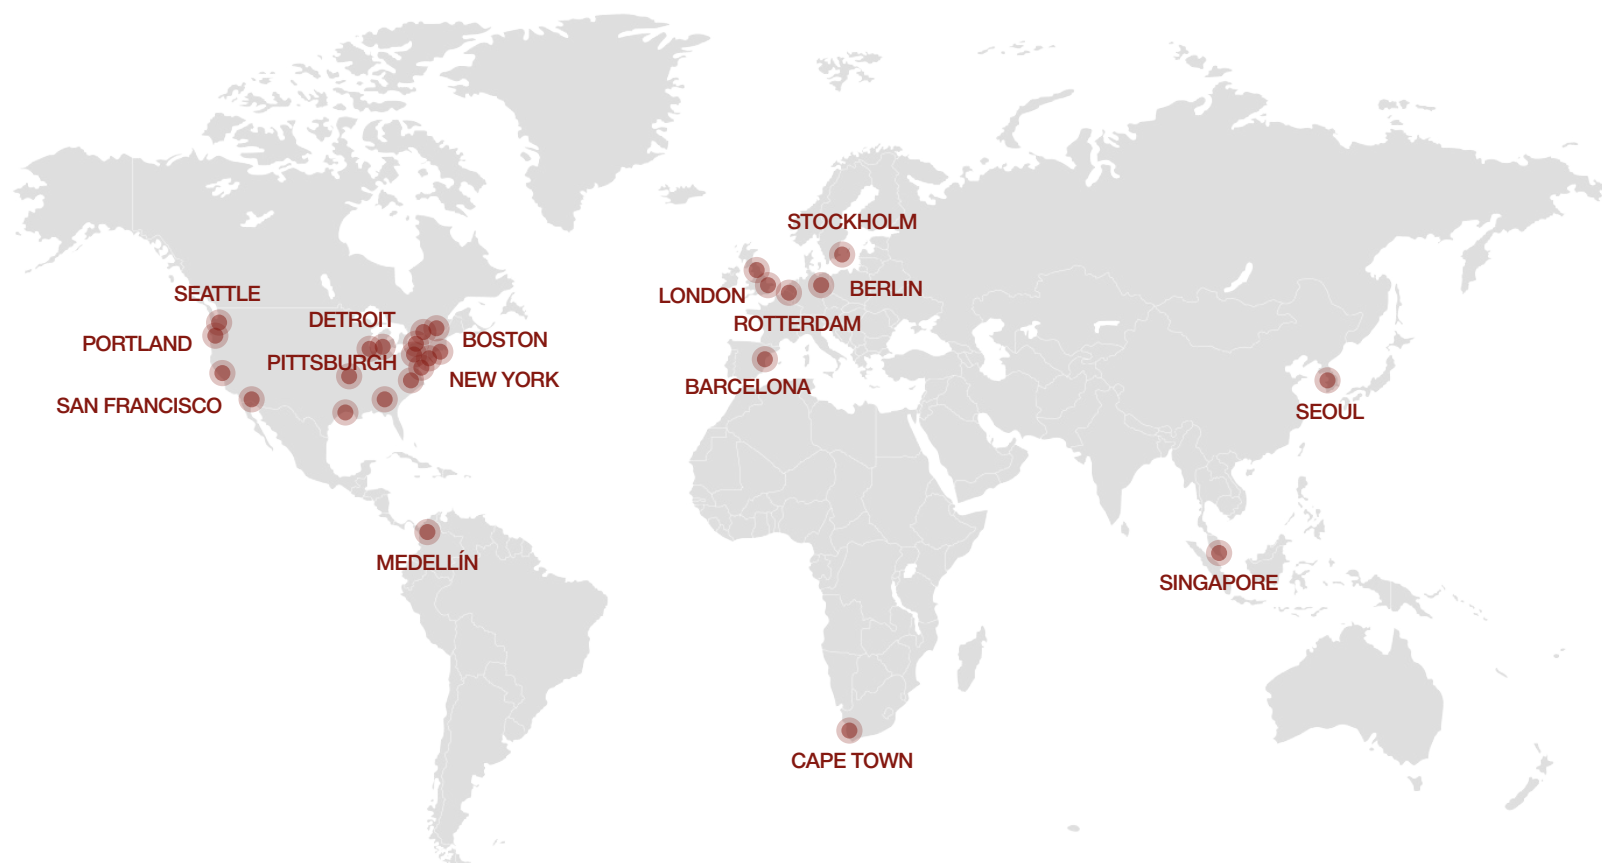 STOCKHOLM
SEATTLE
LONDON
BERLIN
DETROIT
ROTTERDAM
PORTLAND
BOSTON
PITTSBURGH
NEW YORK
BARCELONA
SAN FRANCISCO
SEOUL
MEDELLÍN
SINGAPORE
CAPE TOWN